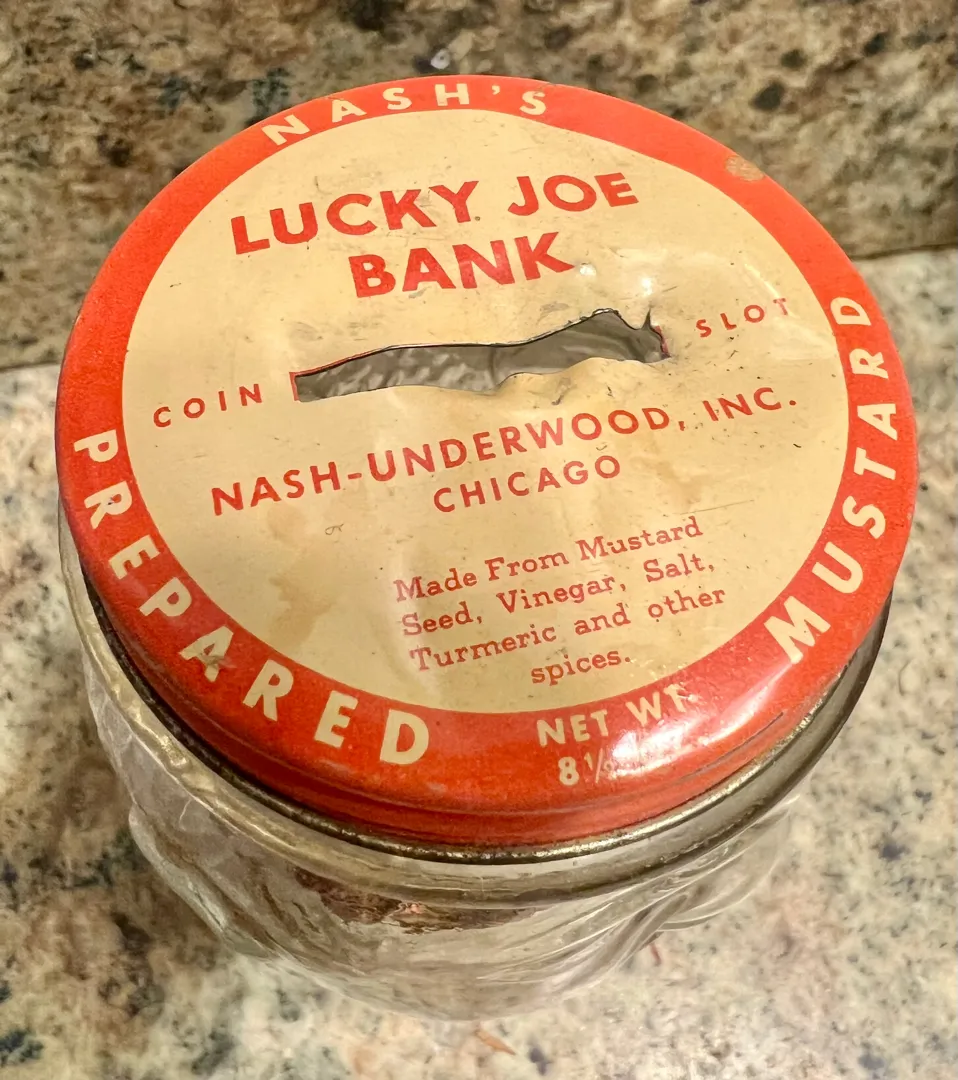 NASH'S
LUCKY JOE
BANK
COIN SLOT
NASH-UNDERWOOD, INC.
CHICAGO
Made From Mustard
Seed, Vinegar, Salt,
Turmeric and other
spices.
PREPARED MUSTARD
NET WT